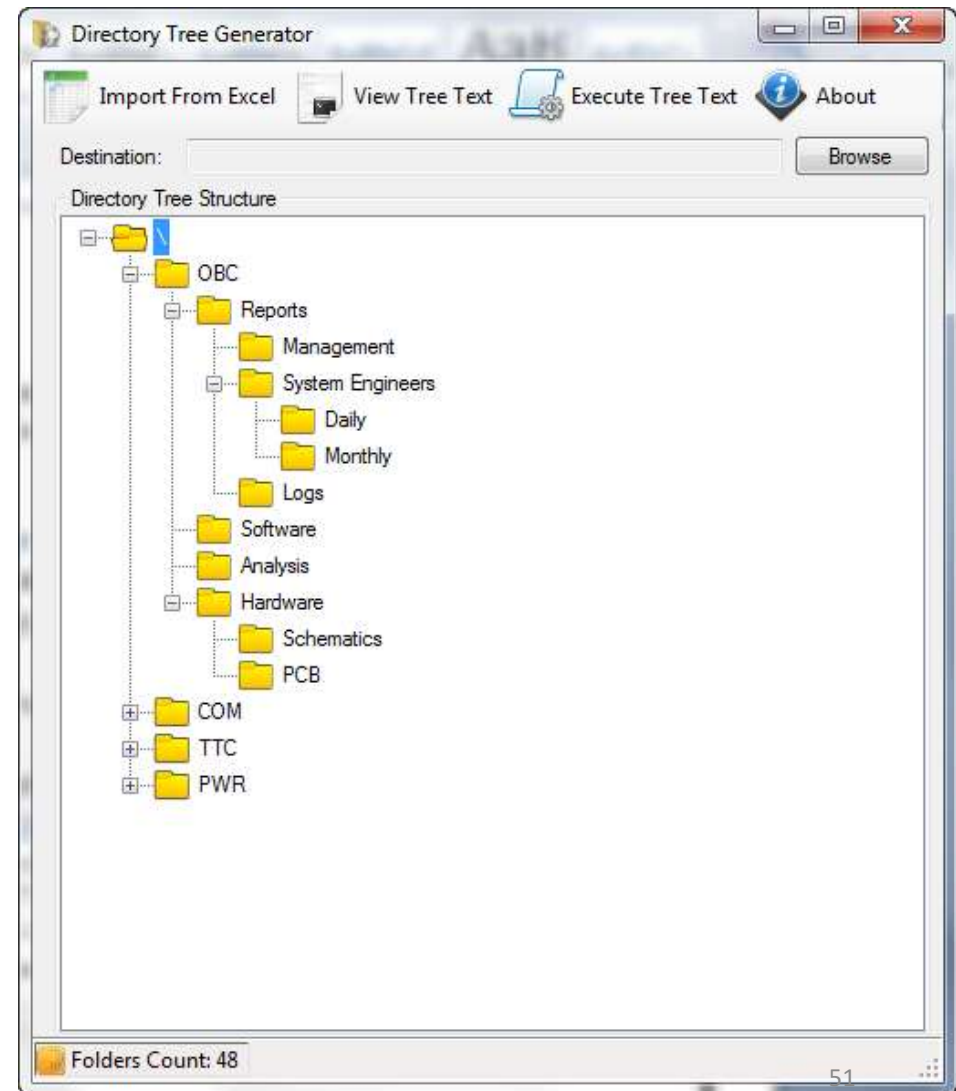 Directory Tree Generator
Import From Excel View Tree Text Execute Tree Text About
Destination: Browse
Directory Tree Structure
\
OBC
Reports
Management
System Engineers
Daily
Monthly
Logs
Software
Analysis
Hardware
Schematics
PCB
COM
TTC
PWR
Folders Count: 48
51